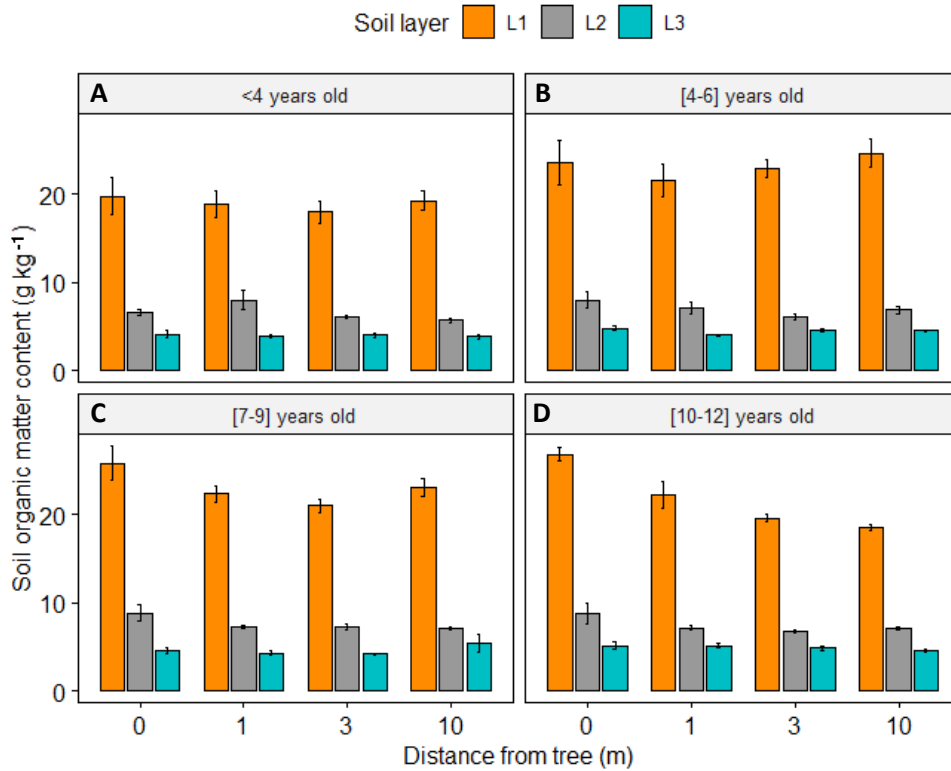 Soil layer L1 L2 L3
A <4 years old
B [4-6] years old
20
10
0
C [7-9] years old
D [10-12] years old
20
10
0
0 1 3 10
0 1 3 10
Distance from tree (m)
Soil organic matter content (g kg⁻¹)